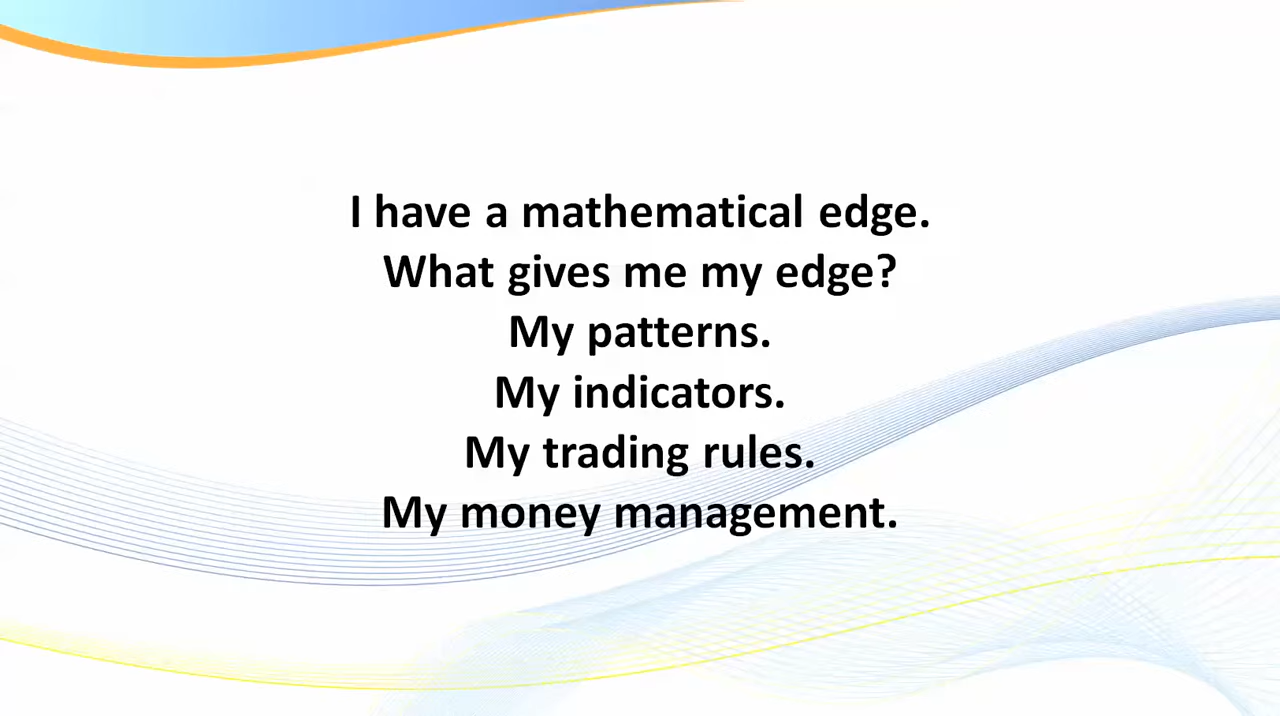 I have a mathematical edge.
What gives me my edge?
My patterns.
My indicators.
My trading rules.
My money management.